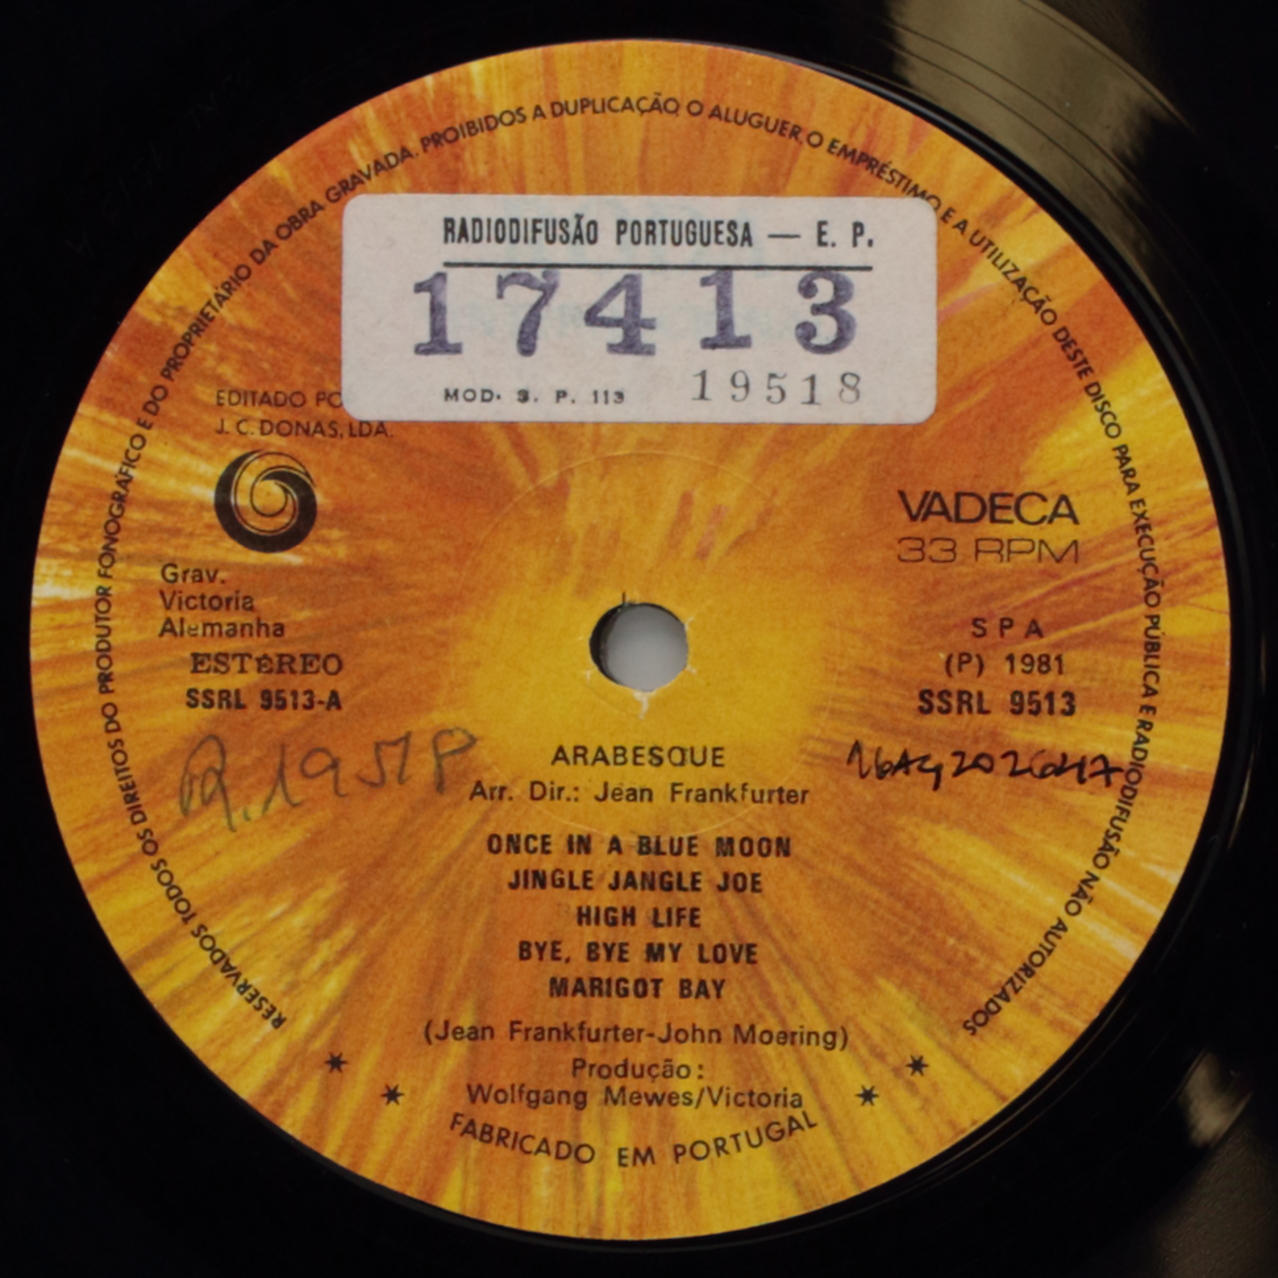 RESERVADOS TODOS OS DIREITOS DO PRODUTOR FONOGRÁFICO E DO PROPRIETÁRIO DA OBRA GRAVADA. PROIBIDOS A DUPLICAÇÃO, O ALUGUER, O EMPRÉSTIMO E A UTILIZAÇÃO DESTE DISCO PARA EXECUÇÃO PÚBLICA E RADIODIFUSÃO NÃO AUTORIZADOS
RADIODIFUSÃO PORTUGUESA — E. P.
17413
MOD. S. P. 113 19518
EDITADO PO
J. C. DONAS, LDA.
VADECA
33 RPM
Grav.
Victoria
Alemanha
ESTÉREO
SSRL 9513-A
SPA
(P) 1981
SSRL 9513
ARABESQUE
Arr. Dir.: Jean Frankfurter
ONCE IN A BLUE MOON
JINGLE JANGLE JOE
HIGH LIFE
BYE, BYE MY LOVE
MARIGOT BAY
(Jean Frankfurter-John Moering)
Produção:
Wolfgang Mewes/Victoria
FABRICADO EM PORTUGAL